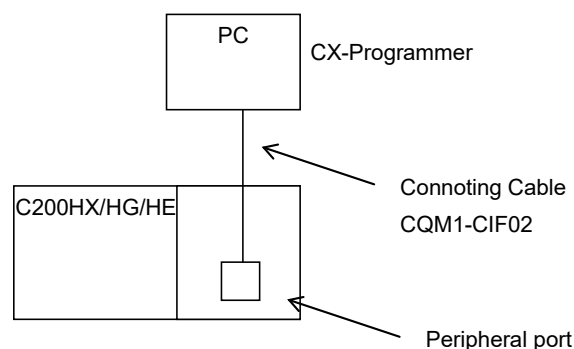 PC
CX-Programmer
C200HX/HG/HE
Connoting Cable
CQM1-CIF02
Peripheral port